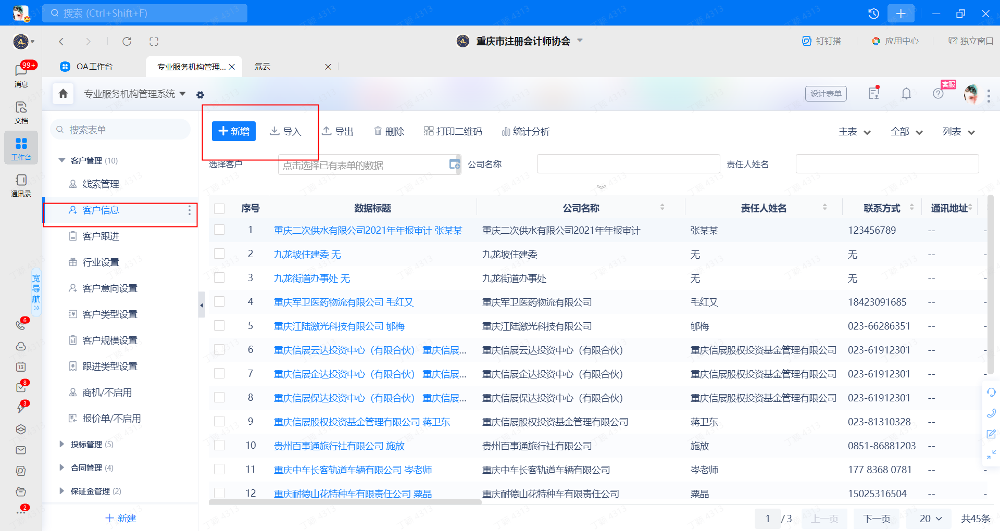 搜索 (Ctrl+Shift+F)
重庆市注册会计师协会
钉钉搭
应用中心
独立窗口
OA工作台
专业服务机构管理...
氚云
99+
消息
文档
工作台
通讯录
宽导航
6
13
8
3
2
专业服务机构管理系统
设计表单
客服
搜索表单
客户管理 (10)
线索管理
客户信息
客户跟进
行业设置
客户意向设置
客户类型设置
客户规模设置
跟进类型设置
商机/不启用
报价单/不启用
投标管理 (5)
合同管理 (4)
保证金管理 (2)
新建
新增 导入 导出 删除 打印二维码 统计分析 主表 全部 列表
选择客户 点击选择已有表单的数据 公司名称 责任人姓名
序号 数据标题 公司名称 责任人姓名 联系方式 通讯地址
1 重庆二次供水有限公司2021年年报审计 张某某 重庆二次供水有限公司2021年年报审计 张某某 123456789 -- -
2 九龙坡住建委 无 九龙坡住建委 无 无 -- -
3 九龙街道办事处 无 九龙街道办事处 无 无 -- -
4 重庆军卫医药物流有限公司 毛红又 重庆军卫医药物流有限公司 毛红又 18423091685 -- -
5 重庆江陆激光科技有限公司 郇梅 重庆江陆激光科技有限公司 郇梅 023-66286351 -- -
6 重庆信展云达投资中心（有限合伙） 重庆信展... 重庆信展云达投资中心（有限合伙） 重庆信展股权投资基金管理有限公司 023-61912301 -- -
7 重庆信展企达投资中心（有限合伙） 重庆信展... 重庆信展企达投资中心（有限合伙） 重庆信展股权投资基金管理有限公司 023-61912301 -- -
8 重庆信展保达投资中心（有限合伙） 重庆信展... 重庆信展保达投资中心（有限合伙） 重庆信展股权投资基金管理有限公司 023-61912301 -- -
9 重庆信展股权投资基金管理有限公司 蒋卫东 重庆信展股权投资基金管理有限公司 蒋卫东 023-81310328 -- -
10 贵州百事通旅行社有限公司 施放 贵州百事通旅行社有限公司 施放 0851-86881203 -- -
11 重庆中车长客轨道车辆有限公司 岑老师 重庆中车长客轨道车辆有限公司 岑老师 177 8368 0781 -- -
12 重庆耐德山花特种车有限责任公司 粟晶 重庆耐德山花特种车有限责任公司 粟晶 15025316504 -- -
1 / 3 上一页 下一页 20 共45条
丁颖 4313